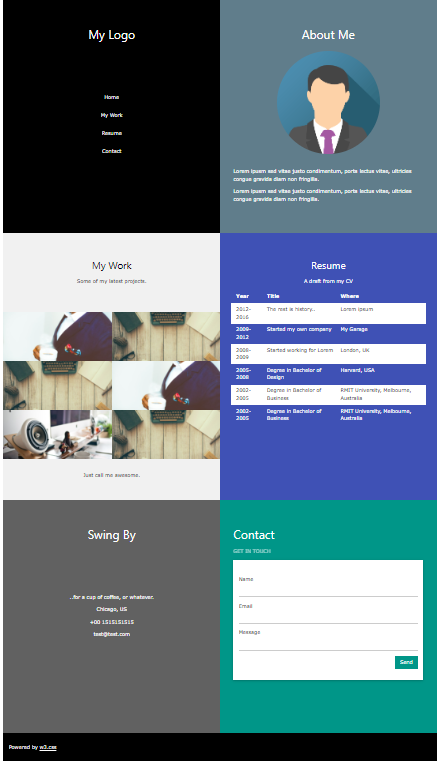 My Logo
Home
My Work
Resume
Contact
About Me
Lorem ipsum sed vitae justo condimentum, porta lectus vitae, ultricies
congue gravida diam non fringilla.
Lorem ipsum sed vitae justo condimentum, porta lectus vitae, ultricies
congue gravida diam non fringilla.
My Work
Some of my latest projects.
Just call me awesome.
Resume
A draft from my CV
Year Title Where
2012- The rest is history.. Lorem ipsum
2016
2009- Started my own company My Garage
2012
2008- Started working for Lorem London, UK
2009
2005- Degree in Bachelor of Harvard, USA
2008 Design
2002- Degree in Bachelor of RMIT University, Melbourne,
2005 Business Australia
2002- Degree in Bachelor of RMIT University, Melbourne,
2005 Business Australia
Swing By
..for a cup of coffee, or whatever.
Chicago, US
+00 1515151515
test@test.com
Contact
GET IN TOUCH
Name
Email
Message
Send
Powered by w3.css